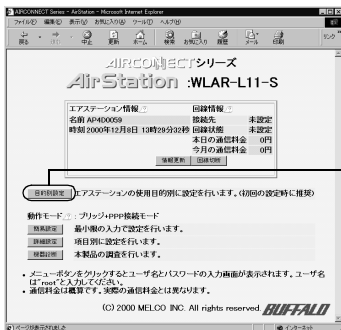 AIRCONNECT Series - AirStation - Microsoft Internet Explorer
ファイル(F) 編集(E) 表示(V) お気に入り(A) ツール(T) ヘルプ(H)
戻る 中止 更新 ホーム 検索 お気に入り 履歴 メール 印刷 リンク
AIRCONNECTシリーズ
AirStation :WLAR-L11-S
エアステーション情報 ?
名前 AP4D0059
時刻 2000年12月8日 13時29分32秒
回線情報 ?
接続先 未設定
回線状態 未設定
本日の通信料金 0円
今月の通信料金 0円
情報更新 回線切断
目的別設定 エアステーションの使用目的別に設定を行います。(初回の設定時に推奨)
動作モード ? : ブリッジ+PPP接続モード
簡易設定 最小限の入力で設定を行います。
詳細設定 項目別に設定を行います。
機器診断 本製品の調査を行います。
• メニューボタンをクリックするとユーザ名とパスワードの入力画面が表示されます。ユーザ名
は"root"と入力してください。
• 通信料金は概算です。実際の通信料金とは異なります。
(C) 2000 MELCO INC. All rights reserved. BUFFALO
ページが表示されました インターネット